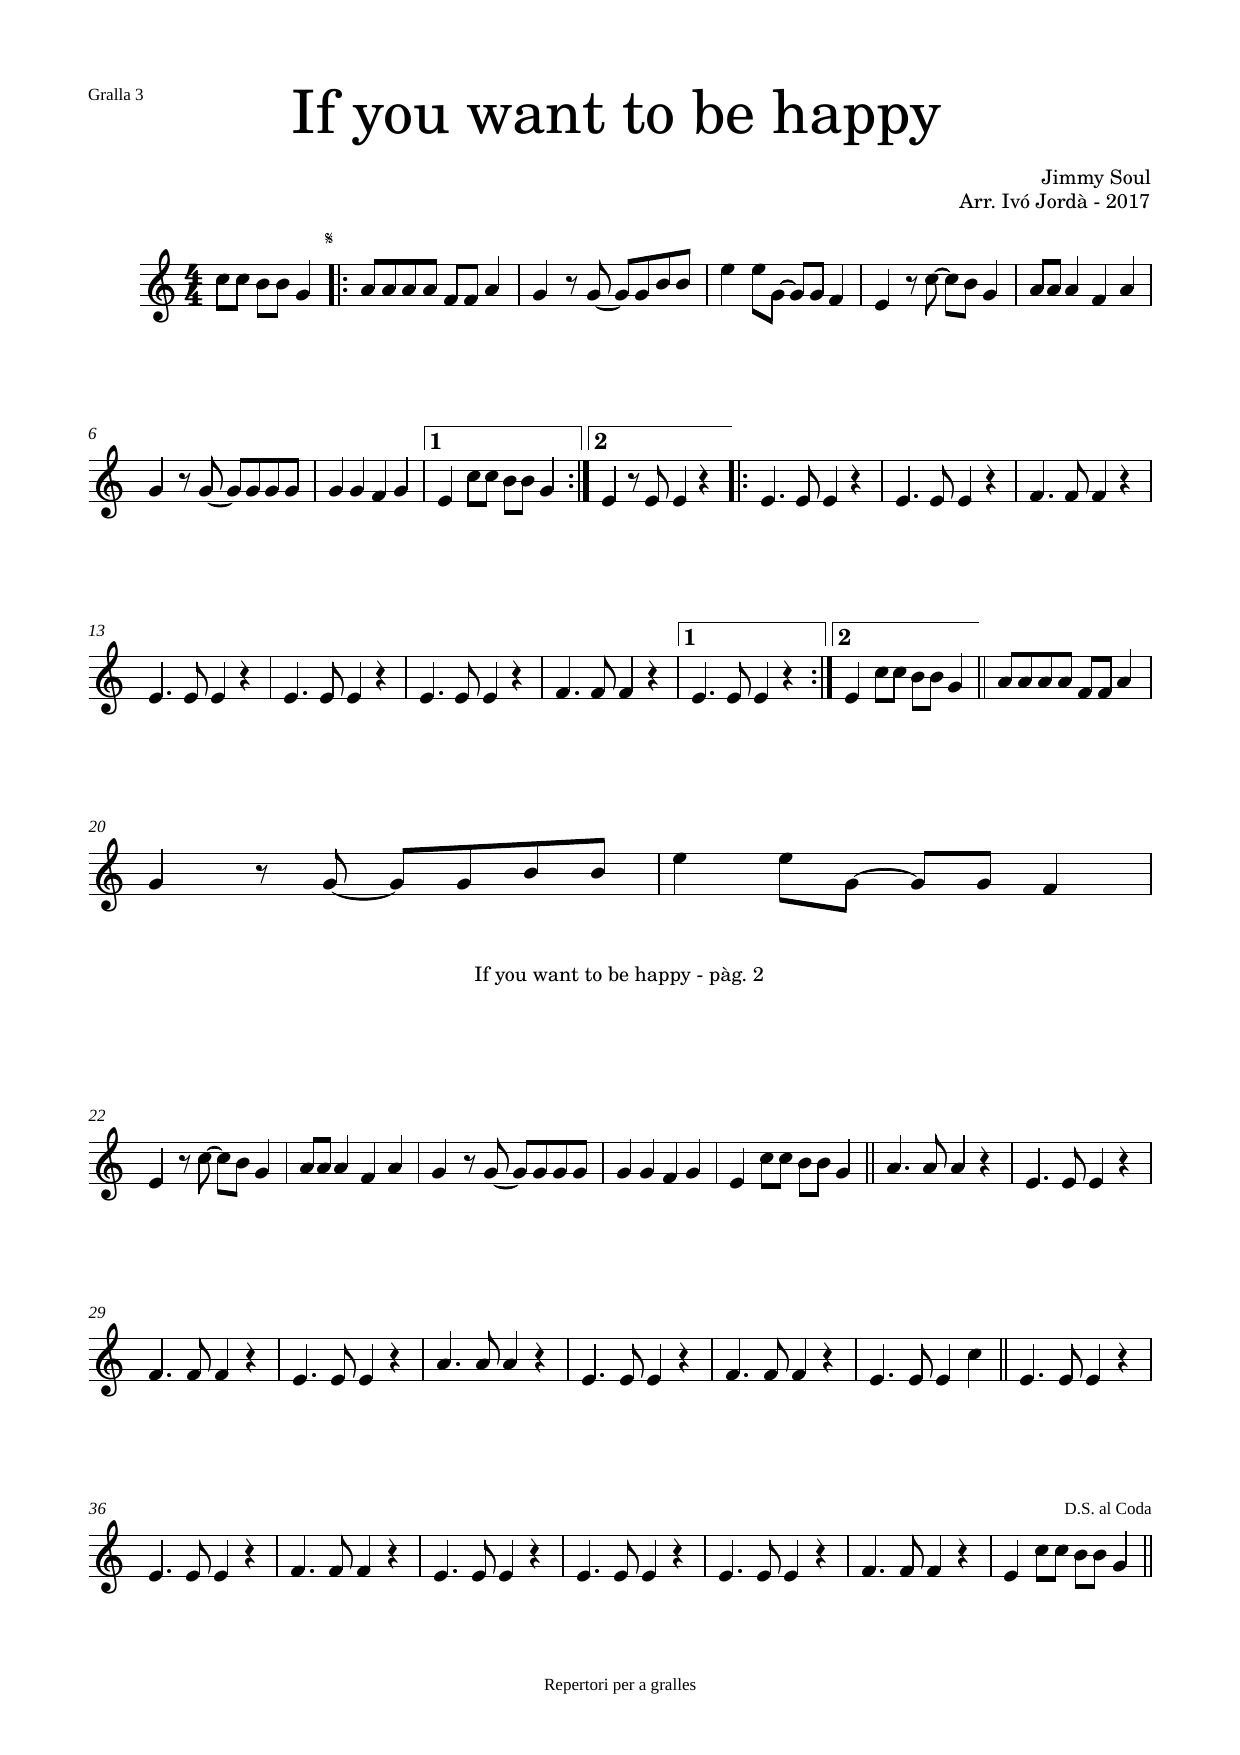 Gralla 3
If you want to be happy
Jimmy Soul
Arr. Ivó Jordà - 2017
4
4
6
1
2
13
1
2
20
If you want to be happy - pàg. 2
22
29
36
D.S. al Coda
Repertori per a gralles